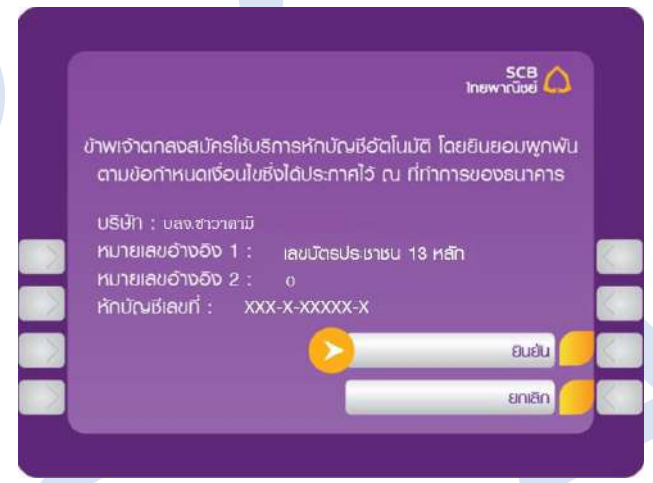 SCB
ไทยพาณิชย์
ข้าพเจ้าตกลงสมัครใช้บริการหักบัญชีอัตโนมัติ โดยยินยอมผูกพัน
ตามข้อกำหนดเงื่อนไขซึ่งได้ประกาศไว้ ณ ที่ทำการของธนาคาร
บริษัท : บลจ.ชาวาดามิ
หมายเลขอ้างอิง 1 : เลขบัตรประชาชน 13 หลัก
หมายเลขอ้างอิง 2 : 0
หักบัญชีเลขที่ : XXX-X-XXXXX-X
ยืนยัน
ยกเลิก